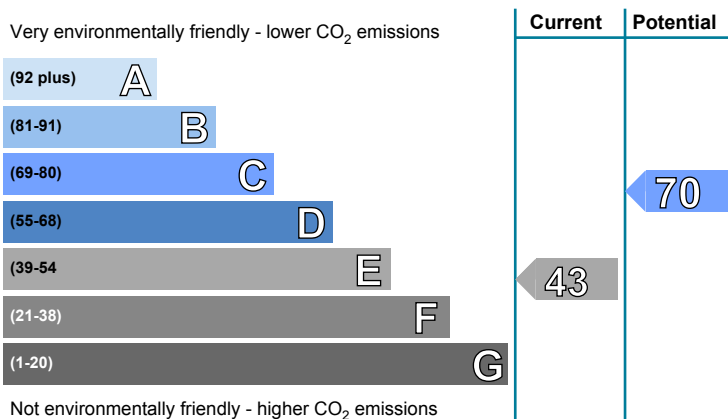 Current Potential
Very environmentally friendly - lower CO2 emissions
(92 plus) A
(81-91) B
(69-80) C
70
(55-68) D
(39-54 E
43
(21-38) F
(1-20) G
Not environmentally friendly - higher CO2 emissions